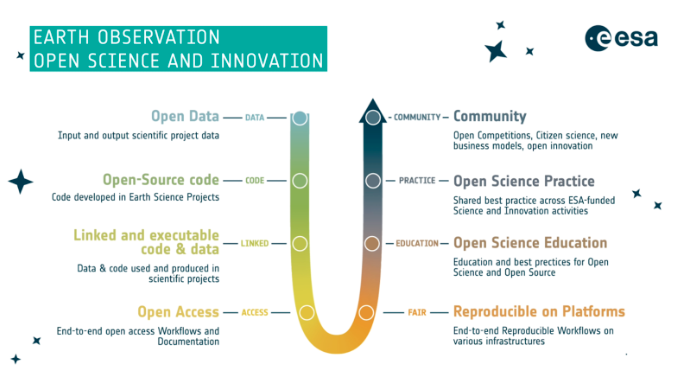 EARTH OBSERVATION
OPEN SCIENCE AND INNOVATION
esa
Open Data
DATA
Input and output scientific project data
Open-Source code
CODE
Code developed in Earth Science Projects
Linked and executable
code & data
LINKED
Data & code used and produced in
scientific projects
Open Access
ACCESS
End-to-end open access Workflows and
Documentation
COMMUNITY
Community
Open Competitions, Citizen science, new
business models, open innovation
PRACTICE
Open Science Practice
Shared best practice across ESA-funded
Science and Innovation activities
EDUCATION
Open Science Education
Education and best prectices for Open
Science and Open Source
FAIR
Reproducible on Platforms
End-to-end Reproducible Workflows on
various infrastructures